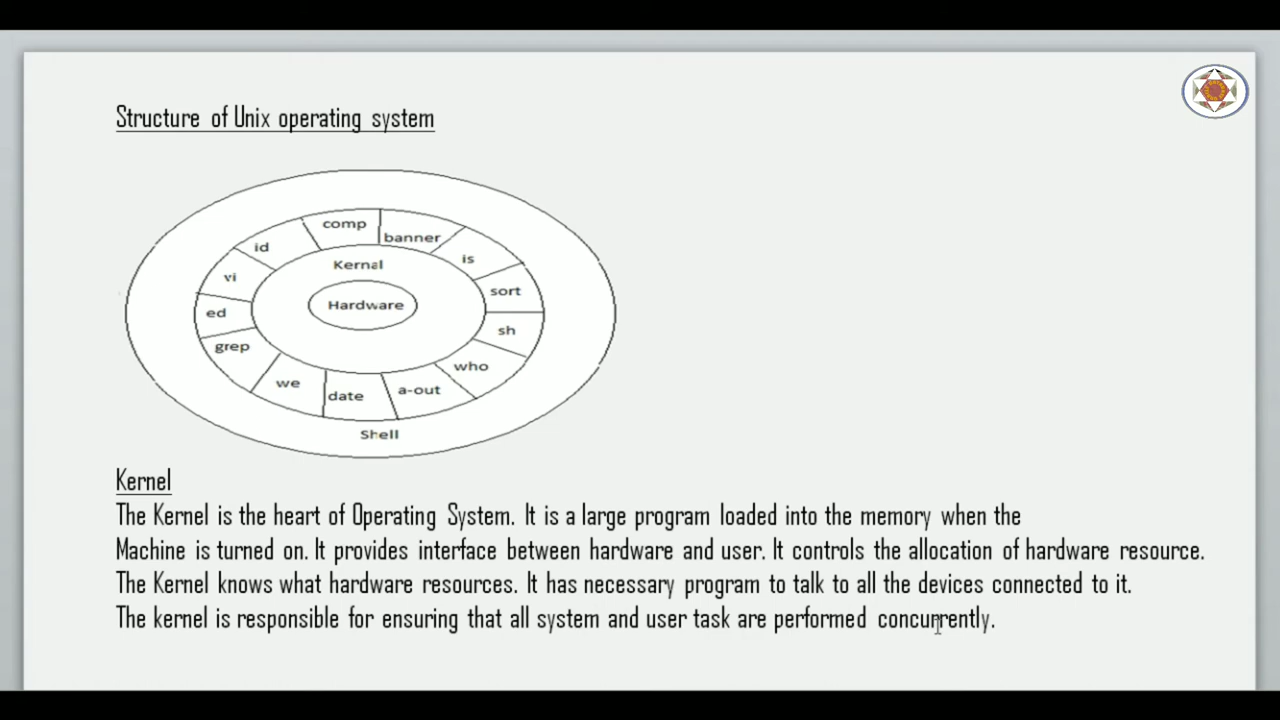 Structure of Unix operating system
comp
banner
id
is
Kernal
vi
sort
Hardware
ed
sh
grep
who
we
date
a-out
Shell
Kernel
The Kernel is the heart of Operating System. It is a large program loaded into the memory when the
Machine is turned on. It provides interface between hardware and user. It controls the allocation of hardware resource.
The Kernel knows what hardware resources. It has necessary program to talk to all the devices connected to it.
The kernel is responsible for ensuring that all system and user task are performed concurrently.